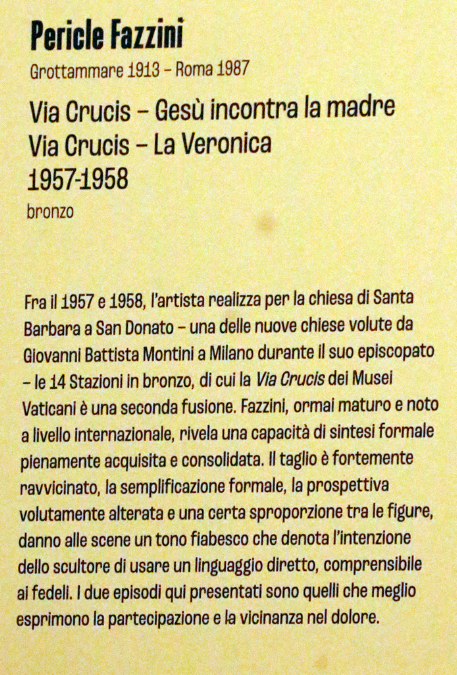 Pericle Fazzini
Grottammare 1913 – Roma 1987
Via Crucis – Gesù incontra la madre
Via Crucis – La Veronica
1957-1958
bronzo
Fra il 1957 e 1958, l'artista realizza per la chiesa di Santa
Barbara a San Donato – una delle nuove chiese volute da
Giovanni Battista Montini a Milano durante il suo episcopato
– le 14 Stazioni in bronzo, di cui la Via Crucis dei Musei
Vaticani è una seconda fusione. Fazzini, ormai maturo e noto
a livello internazionale, rivela una capacità di sintesi formale
pienamente acquisita e consolidata. Il taglio è fortemente
ravvicinato, la semplificazione formale, la prospettiva
volutamente alterata e una certa sproporzione tra le figure,
danno alle scene un tono fiabesco che denota l'intenzione
dello scultore di usare un linguaggio diretto, comprensibile
ai fedeli. I due episodi qui presentati sono quelli che meglio
esprimono la partecipazione e la vicinanza nel dolore.